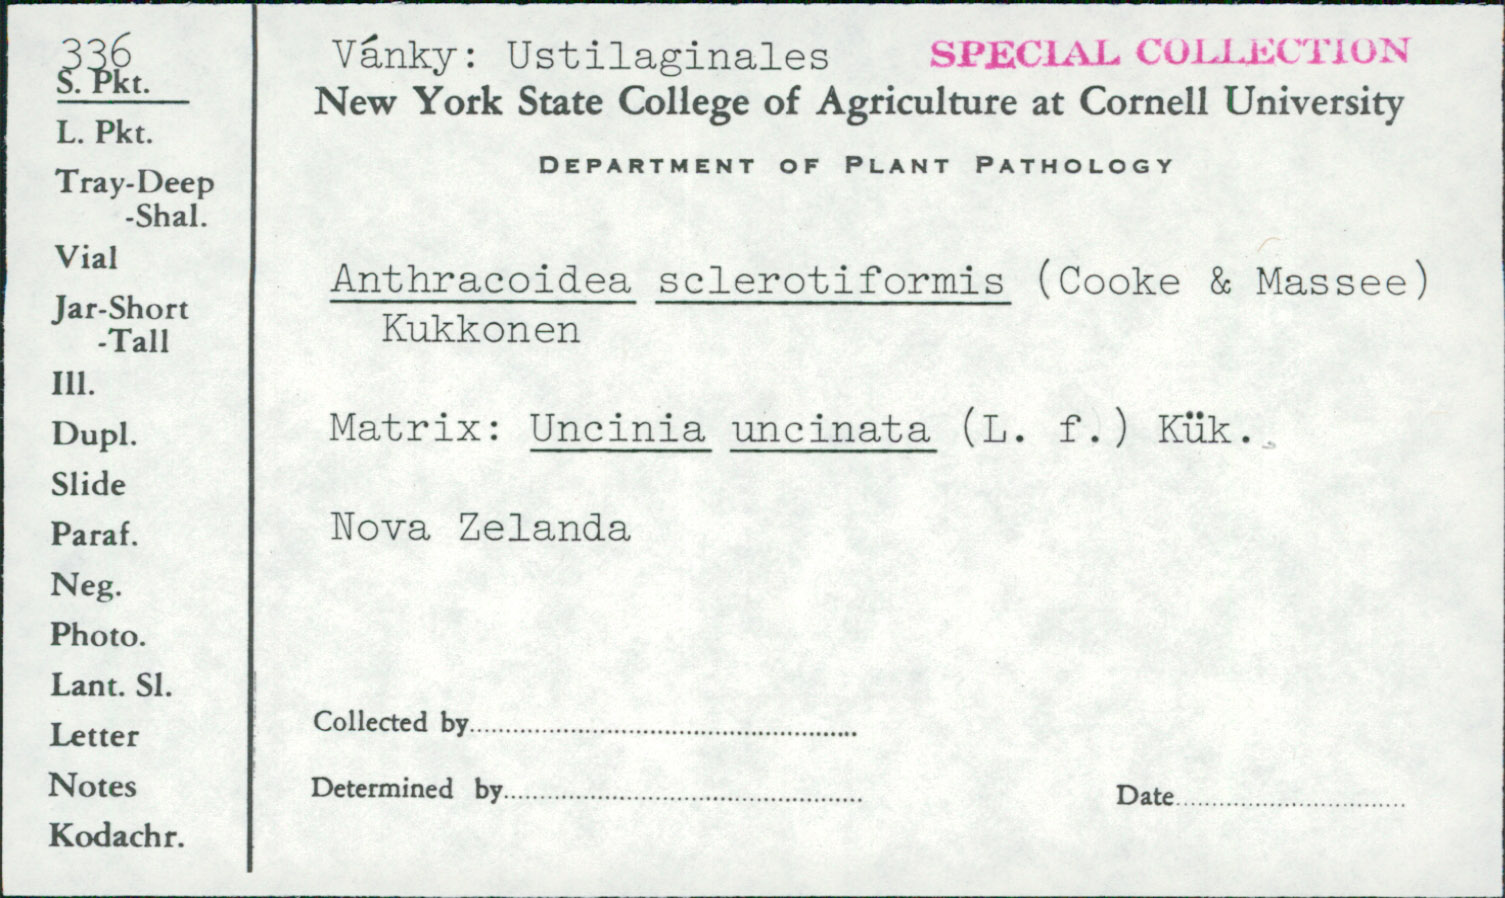 336
S. Pkt.
L. Pkt.
Tray-Deep
-Shal.
Vial
Jar-Short
-Tall
Ill.
Dupl.
Slide
Paraf.
Neg.
Photo.
Lant. Sl.
Letter
Notes
Kodachr.
Vánky: Ustilaginales SPECIAL COLLECTION
New York State College of Agriculture at Cornell University
DEPARTMENT OF PLANT PATHOLOGY
Anthracoidea sclerotiformis (Cooke & Massee)
Kukkonen
Matrix: Uncinia uncinata (L. f.) Kük.
Nova Zelanda
Collected by
Determined by Date